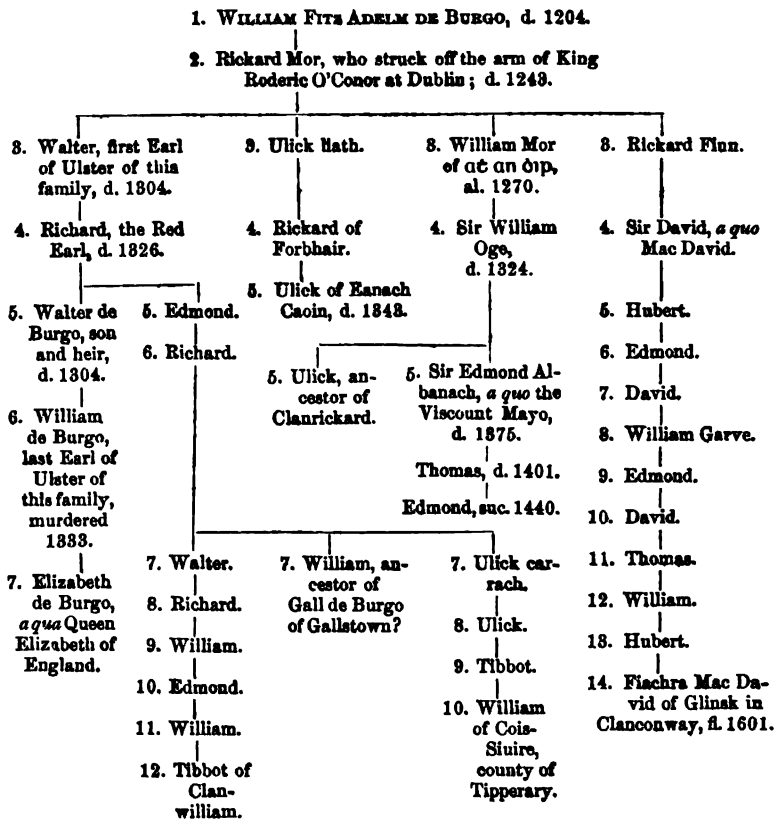 1. WILLIAM FITZ ADELM DE BURGO, d. 1204.
2. Rickard Mor, who struck off the arm of King
Roderic O'Conor at Dublin; d. 1243.
3. Walter, first Earl
of Ulster of this
family, d. 1304.
4. Richard, the Red
Earl, d. 1326.
5. Walter de
Burgo, son
and heir,
d. 1304.
6. William
de Burgo,
last Earl of
Ulster of
this family,
murdered
1333.
7. Elizabeth
de Burgo,
a qua Queen
Elizabeth of
England.
5. Edmond.
6. Richard.
7. Walter.
8. Richard.
9. William.
10. Edmond.
11. William.
12. Tibbot of
Clan-
william.
7. William, an-
cestor of
Gall de Burgo
of Gallstown?
7. Ulick car-
rach.
8. Ulick.
9. Tibbot.
10. William
of Cois-
Siuire,
county of
Tipperary.
3. Ulick Hath.
4. Rickard of
Forbhair.
5. Ulick of Eanach
Caoin, d. 1343.
3. William Mor
of
al. 1270.
4. Sir William
Oge,
d. 1324.
5. Ulick, an-
cestor of
Clanrickard.
5. Sir Edmond Al-
banach, a quo the
Viscount Mayo,
d. 1375.
Thomas, d. 1401.
Edmond, suc. 1440.
3. Rickard Finn.
4. Sir David, a quo
Mac David.
5. Hubert.
6. Edmond.
7. David.
8. William Garve.
9. Edmond.
10. David.
11. Thomas.
12. William.
13. Hubert.
14. Fiachra Mac Da-
vid of Glinsk in
Clanconway, fl. 1601.